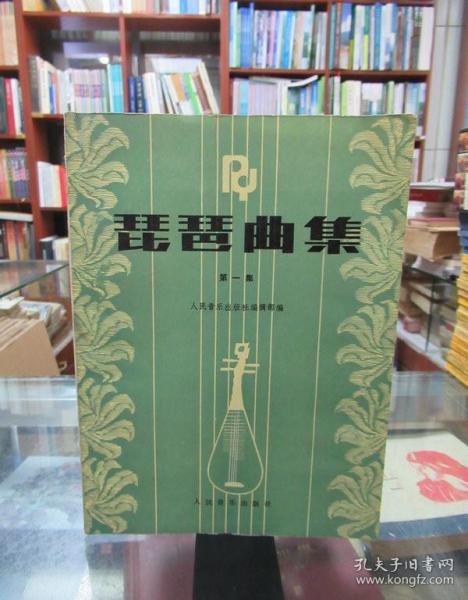 琵琶曲集
第一集
人民音乐出版社编辑部编
人民音乐出版社
孔夫子旧书网
www.kongfz.com